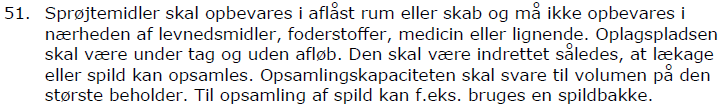 51. Sprøjtemidler skal opbevares i aflåst rum eller skab og må ikke opbevares i
nærheden af levnedsmidler, foderstoffer, medicin eller lignende. Oplagspladsen
skal være under tag og uden afløb. Den skal være indrettet således, at lækage
eller spild kan opsamles. Opsamlingskapaciteten skal svare til volumen på den
største beholder. Til opsamling af spild kan f.eks. bruges en spildbakke.